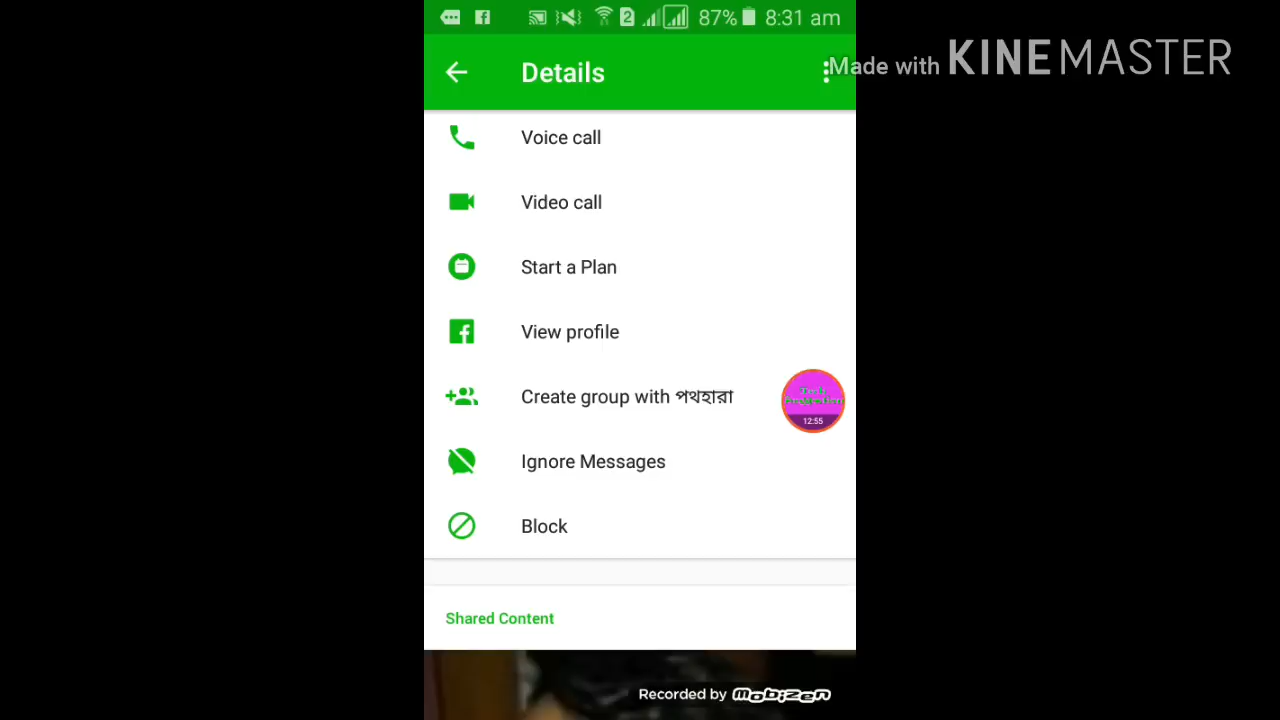 2 87% 8:31 am
Details
Made with KINEMASTER
Voice call
Video call
Start a Plan
View profile
Create group with পথহারা
12:55
Ignore Messages
Block
Shared Content
Recorded by mobizen